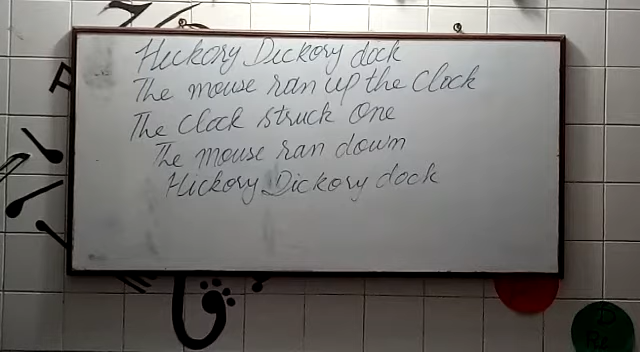 Hickory Dickory dock
The mouse ran up the Clock
The Clock struck One
The mouse ran down
Hickory Dickory dock
D
Re